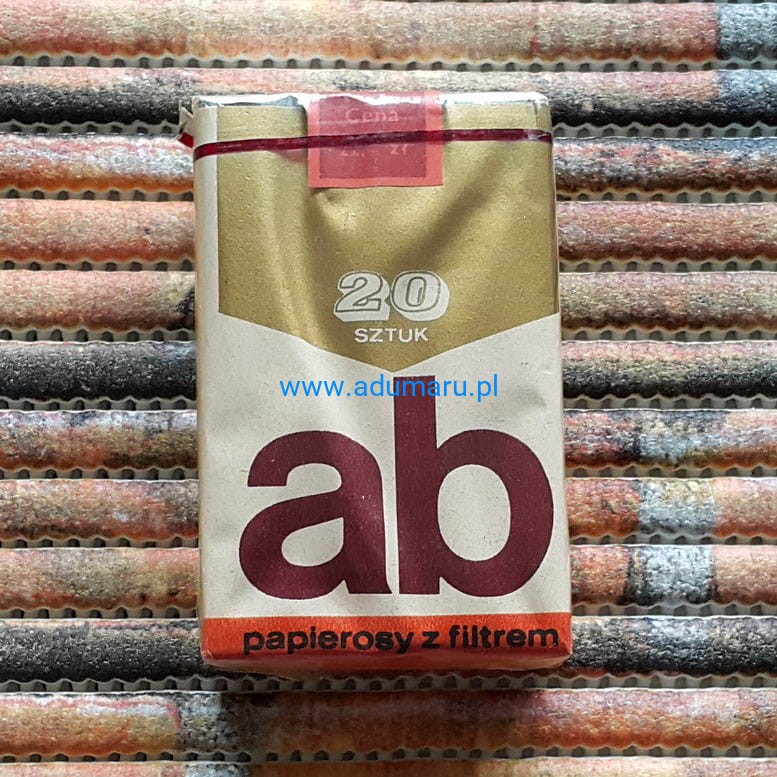 Cena
zł
20
SZTUK
www.adumaru.pl
ab
papierosy z filtrem